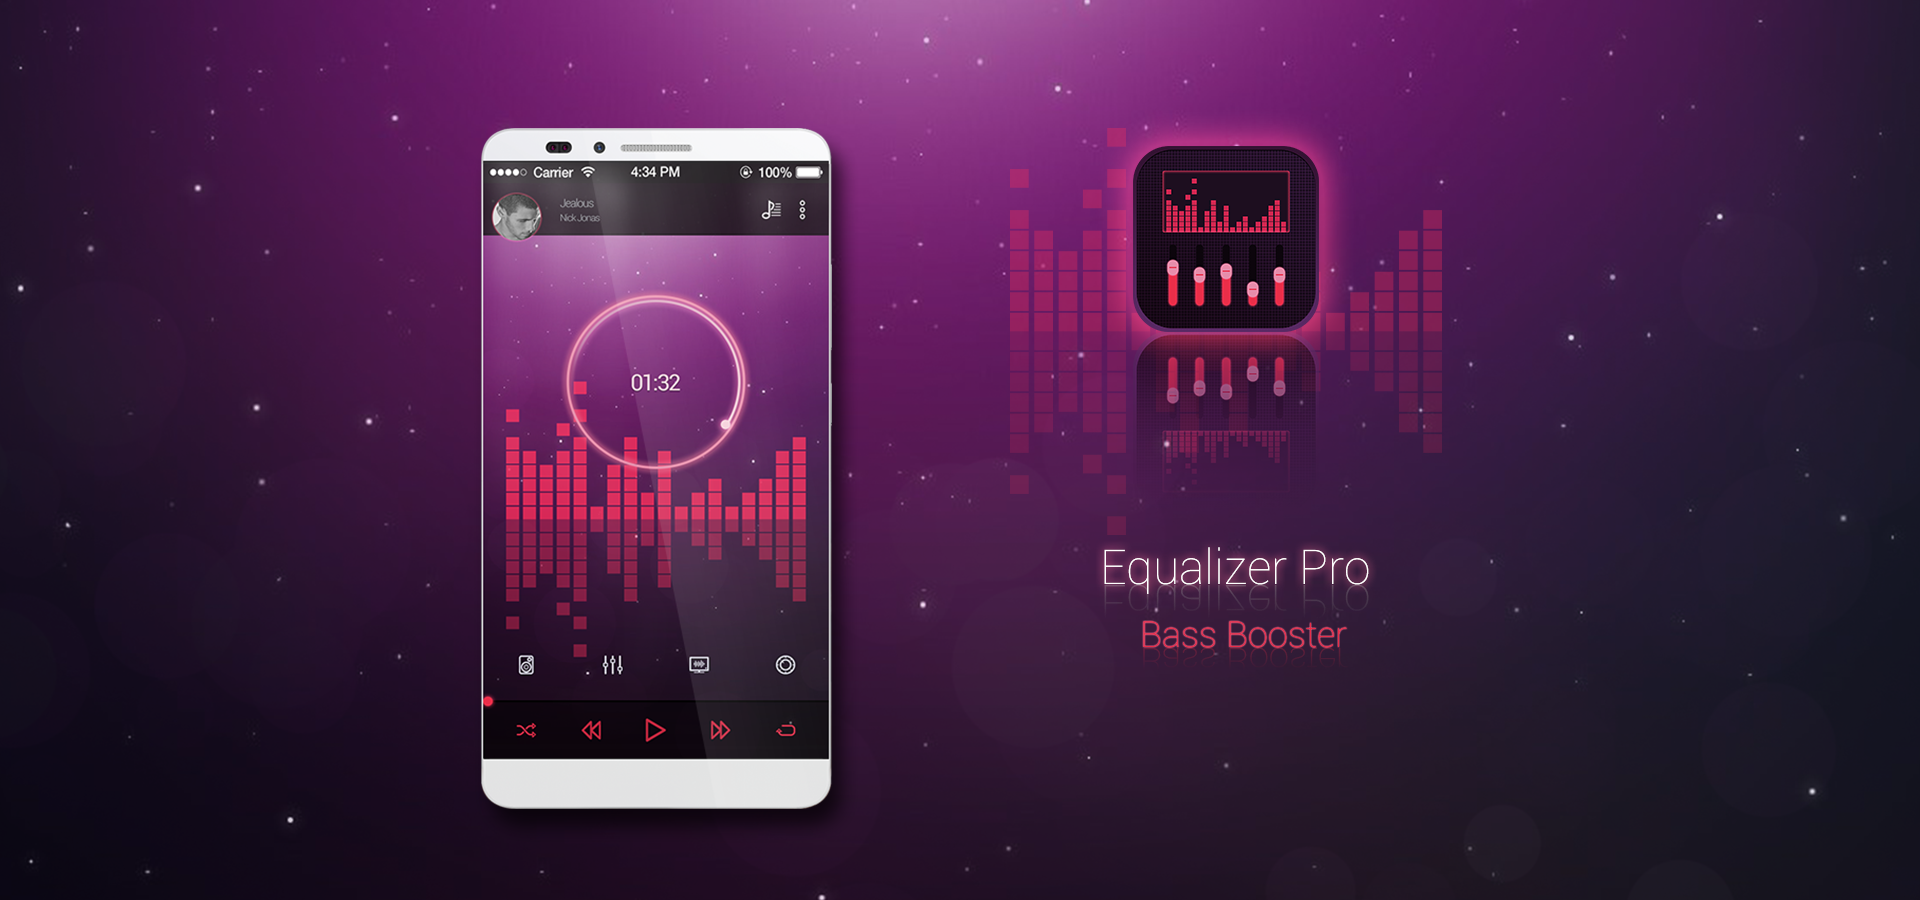 Carrier
4:34 PM
100%
Jealous
Nick Jonas
01:32
Equalizer Pro
Bass Booster